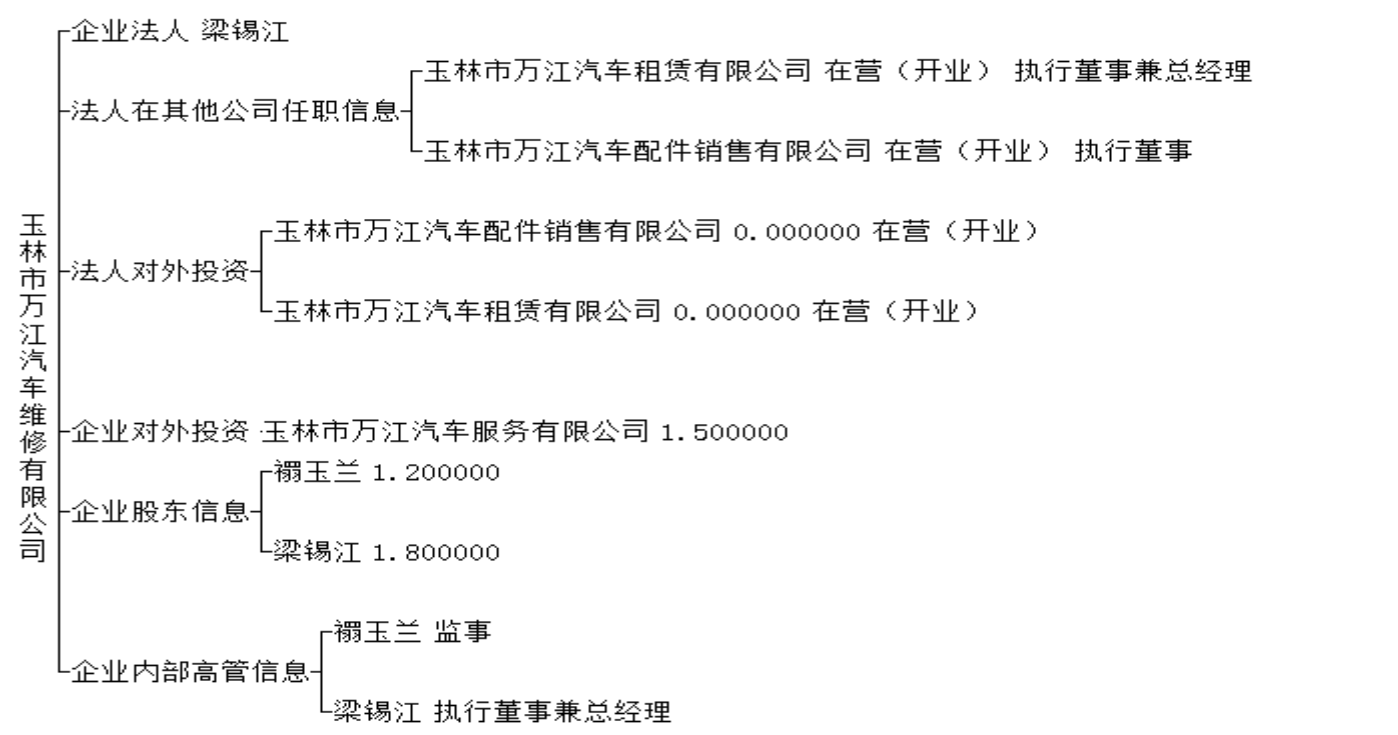 玉林市万江汽车维修有限公司
企业法人 梁锡江
法人在其他公司任职信息
玉林市万江汽车租赁有限公司 在营（开业） 执行董事兼总经理
玉林市万江汽车配件销售有限公司 在营（开业） 执行董事
法人对外投资
玉林市万江汽车配件销售有限公司 0.000000 在营（开业）
玉林市万江汽车租赁有限公司 0.000000 在营（开业）
企业对外投资 玉林市万江汽车服务有限公司 1.500000
企业股东信息
禤玉兰 1.200000
梁锡江 1.800000
企业内部高管信息
禤玉兰 监事
梁锡江 执行董事兼总经理